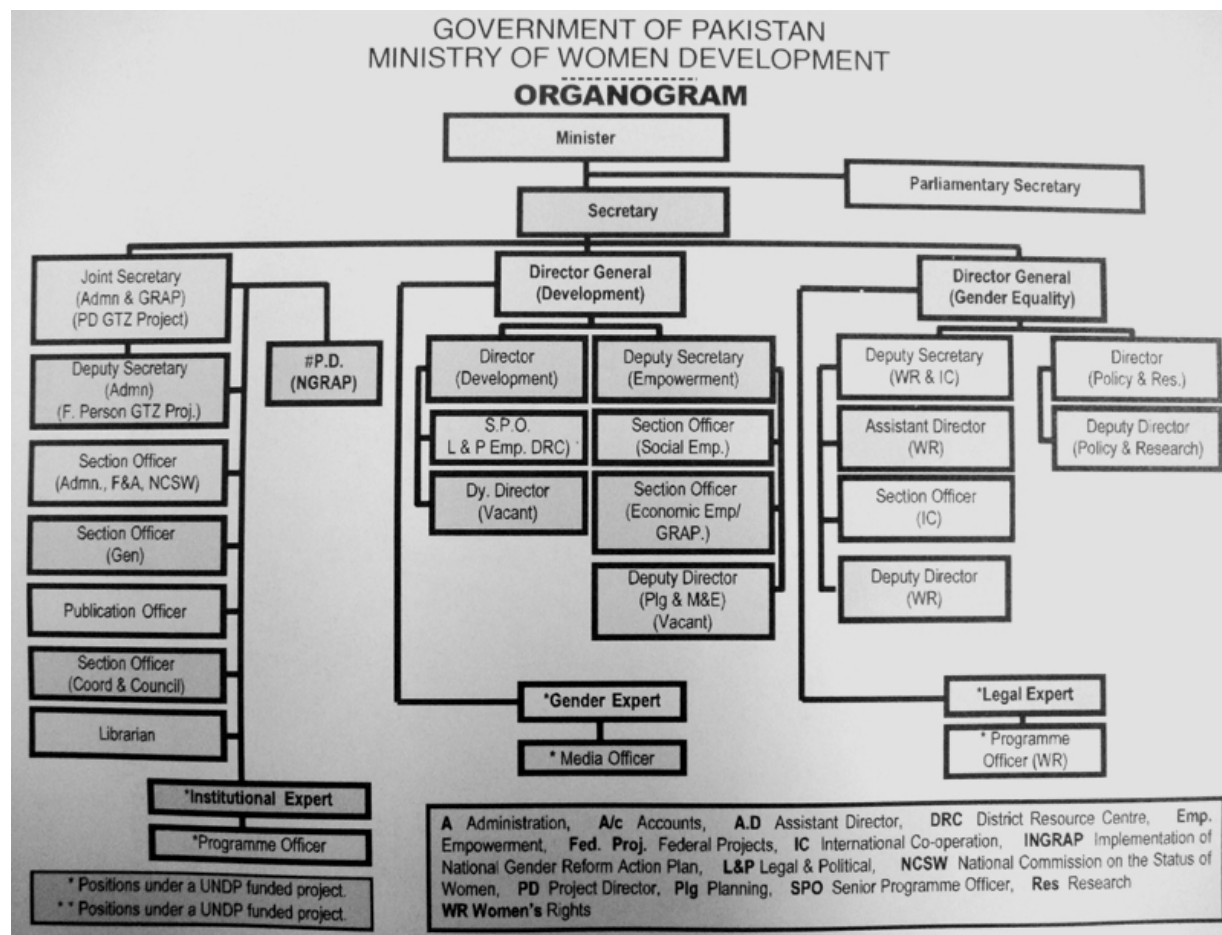 GOVERNMENT OF PAKISTAN
MINISTRY OF WOMEN DEVELOPMENT
ORGANOGRAM
Minister
Parliamentary Secretary
Secretary
Joint Secretary
(Admn & GRAP)
(PD GTZ Project)
Deputy Secretary
(Admn)
(F. Person GTZ Proj.)
#P.D.
(NGRAP)
Section Officer
(Admn., F&A, NCSW)
Section Officer
(Gen)
Publication Officer
Section Officer
(Coord & Council)
Librarian
*Institutional Expert
*Programme Officer
Director General
(Development)
Director
(Development)
S.P.O.
L & P Emp. DRC)
Dy. Director
(Vacant)
Deputy Secretary
(Empowerment)
Section Officer
(Social Emp.)
Section Officer
(Economic Emp/
GRAP.)
Deputy Director
(Plg & M&E)
(Vacant)
*Gender Expert
* Media Officer
Director General
(Gender Equality)
Deputy Secretary
(WR & IC)
Assistant Director
(WR)
Section Officer
(IC)
Deputy Director
(WR)
Director
(Policy & Res.)
Deputy Director
(Policy & Research)
*Legal Expert
* Programme
Officer (WR)
* Positions under a UNDP funded project.
* * Positions under a UNDP funded project.
A Administration, A/c Accounts, A.D Assistant Director, DRC District Resource Centre, Emp.
Empowerment, Fed. Proj. Federal Projects, IC International Co-operation, INGRAP Implementation of
National Gender Reform Action Plan, L&P Legal & Political, NCSW National Commission on the Status of
Women, PD Project Director, Plg Planning, SPO Senior Programme Officer, Res Research
WR Women's Rights